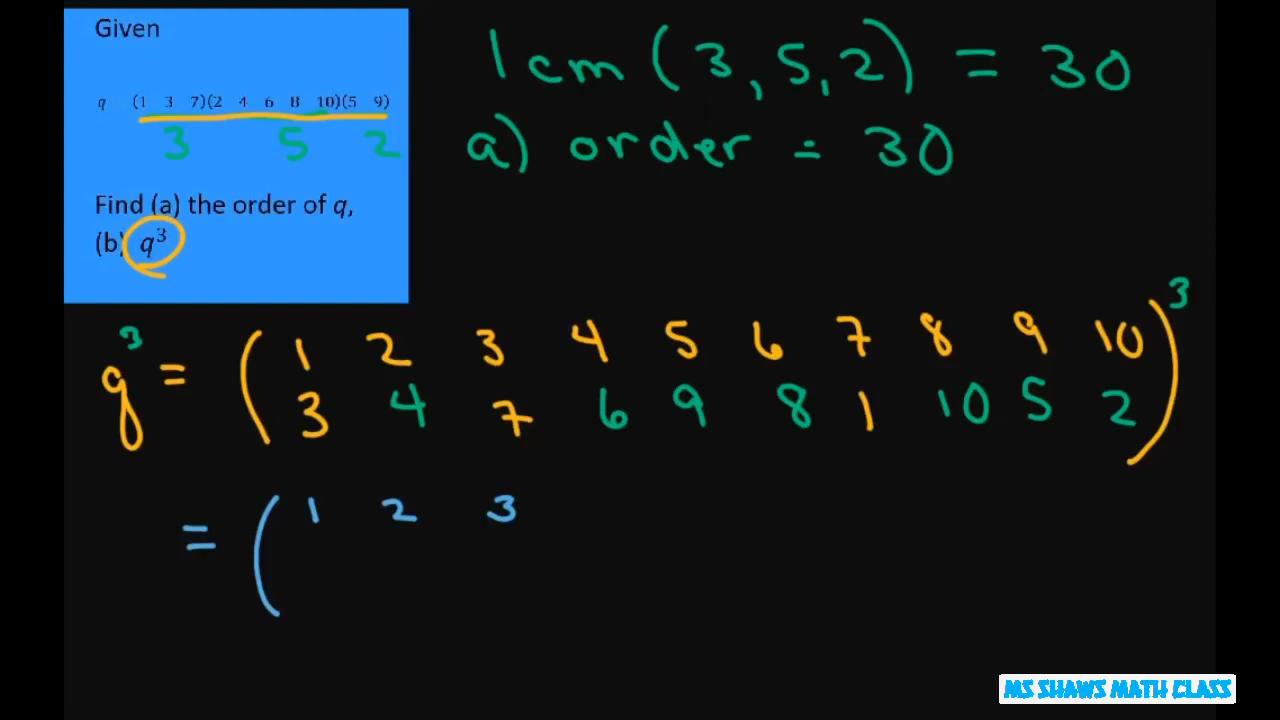 Given
q (1 3 7)(2 4 6 8 10)(5 9)
3 5 2
Find (a) the order of q,
(b) q³
lcm (3, 5, 2) = 30
a) order = 30
q³ = (1 2 3 4 5 6 7 8 9 10)³
3 4 7 6 9 8 1 10 5 2
= ( 1 2 3
MS SHAWS MATH CLASS